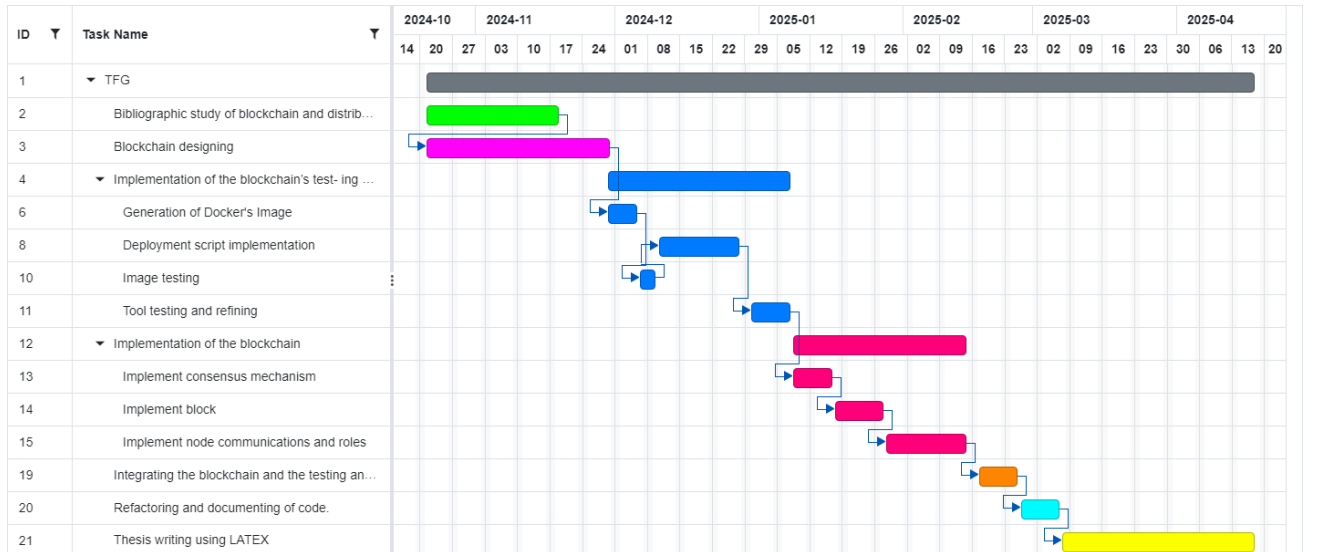 2024-10 2024-11 2024-12 2025-01 2025-02 2025-03 2025-04
ID Task Name
14 20 27 03 10 17 24 01 08 15 22 29 05 12 19 26 02 09 16 23 02 09 16 23 30 06 13 20
1 TFG
2 Bibliographic study of blockchain and distrib...
3 Blockchain designing
4 Implementation of the blockchain's test- ing ...
6 Generation of Docker's Image
8 Deployment script implementation
10 Image testing
11 Tool testing and refining
12 Implementation of the blockchain
13 Implement consensus mechanism
14 Implement block
15 Implement node communications and roles
19 Integrating the blockchain and the testing an...
20 Refactoring and documenting of code.
21 Thesis writing using LATEX